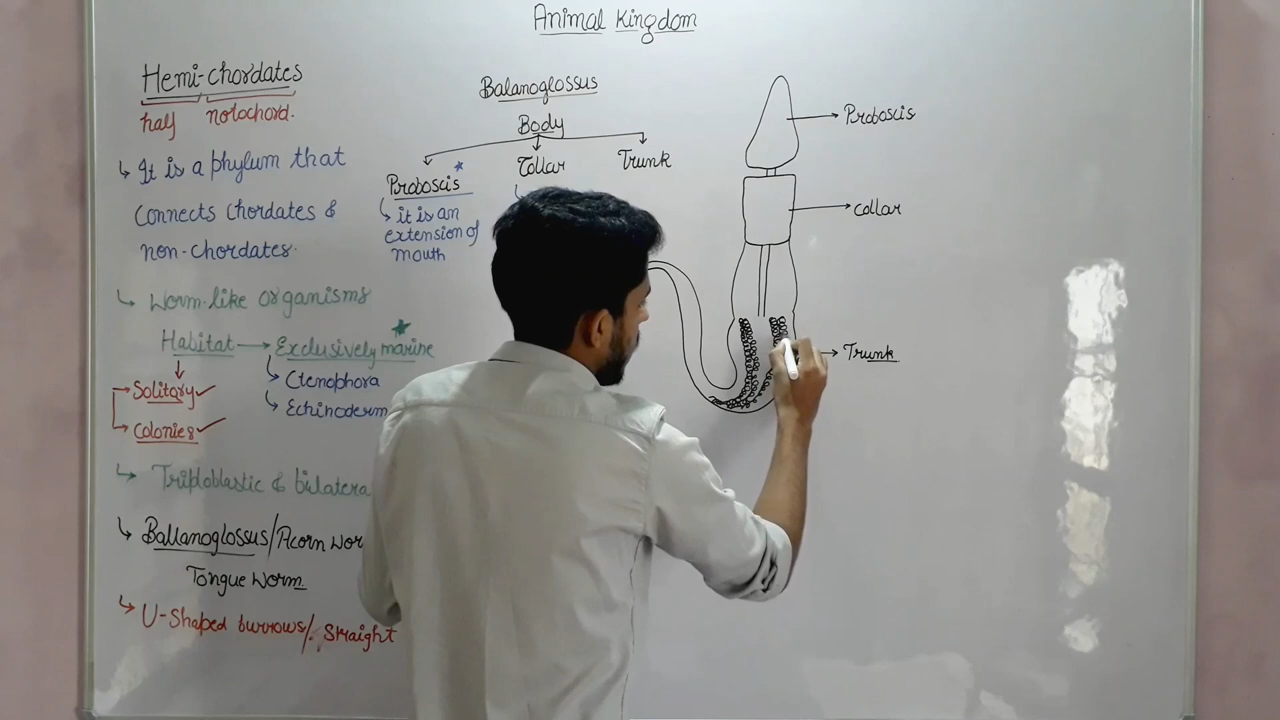 Animal Kingdom
Hemi-chordates
half notochord.
It is a phylum that
Connects Chordates &
non-chordates.
Worm-like organisms
Habitat → Exclusively marine
Solitary ✓
Colonies ✓
Ctenophora
Echinoderm
Triploblastic & bilatera
Ballanoglossus/Acorn wor
Tongue worm
U-Shaped burrows/straight
Balanoglossus
Body
Proboscis * Collar Trunk
it is an
extension of
mouth
Proboscis
collar
Trunk